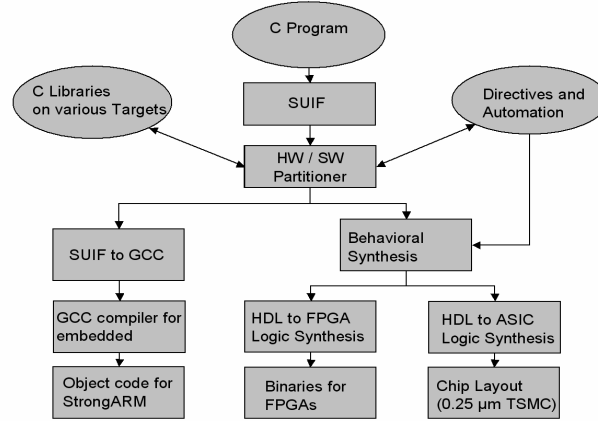 C Program
C Libraries
on various Targets
SUIF
Directives and
Automation
HW / SW
Partitioner
SUIF to GCC
Behavioral
Synthesis
GCC compiler for
embedded
HDL to FPGA
Logic Synthesis
HDL to ASIC
Logic Synthesis
Object code for
StrongARM
Binaries for
FPGAs
Chip Layout
(0.25 µm TSMC)